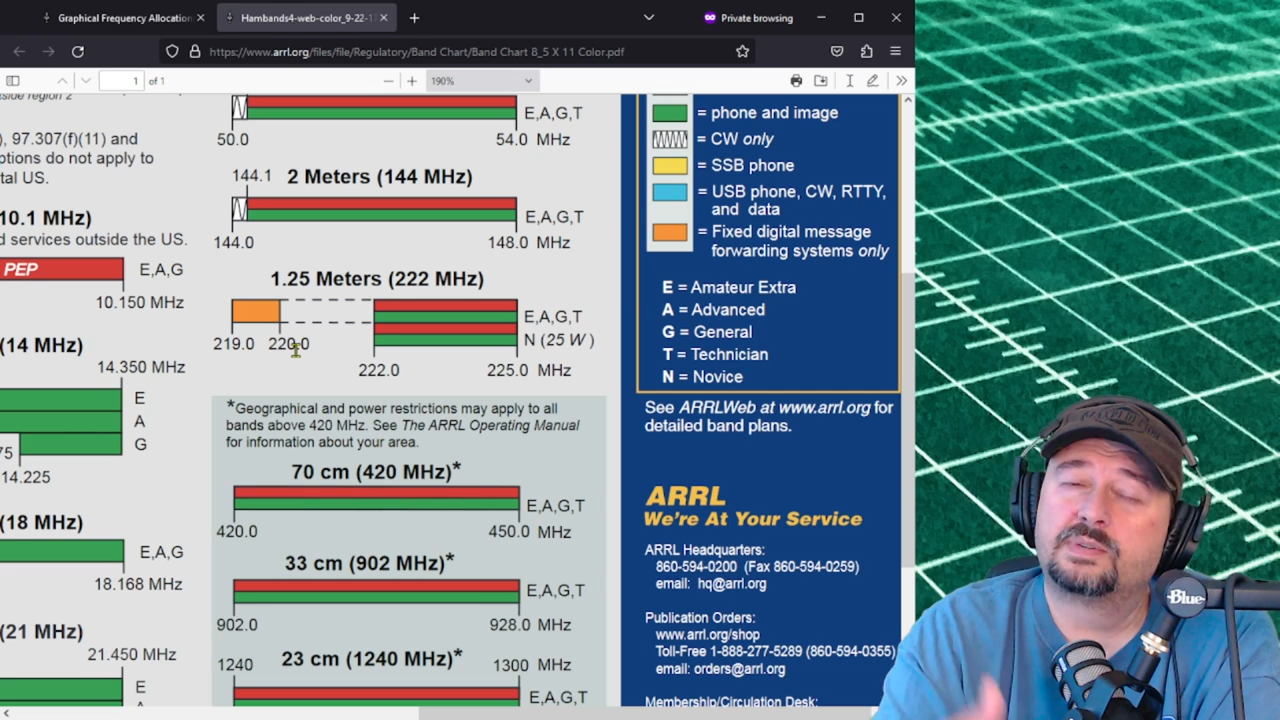 Graphical Frequency Allocation
Hambands4-web-color_9-22-1
Private browsing
https://www.arrl.org/files/file/Regulatory/Band Chart/Band Chart 8_5 X 11 Color.pdf
1 of 1
190%
), 97.307(f)(11) and
ptions do not apply to
tal US.
10.1 MHz)
d services outside the US.
PEP
E,A,G
10.150 MHz
(14 MHz)
14.350 MHz
E
A
G
75
14.225
(18 MHz)
E,A,G
18.168 MHz
(21 MHz)
21.450 MHz
E
E,A,G,T
50.0
54.0 MHz
144.1
2 Meters (144 MHz)
E,A,G,T
144.0
148.0 MHz
1.25 Meters (222 MHz)
E,A,G,T
N (25 W )
219.0
220.0
222.0
225.0 MHz
*Geographical and power restrictions may apply to all
bands above 420 MHz. See The ARRL Operating Manual
for information about your area.
70 cm (420 MHz)*
E,A,G,T
420.0
450.0 MHz
33 cm (902 MHz)*
E,A,G,T
902.0
928.0 MHz
23 cm (1240 MHz)*
1240
1300 MHz
E,A,G,T
= phone and image
= CW only
= SSB phone
= USB phone, CW, RTTY,
and data
= Fixed digital message
forwarding systems only
E = Amateur Extra
A = Advanced
G = General
T = Technician
N = Novice
See ARRLWeb at www.arrl.org for
detailed band plans.
ARRL
We're At Your Service
ARRL Headquarters:
860-594-0200 (Fax 860-594-0259)
email: hq@arrl.org
Publication Orders:
www.arrl.org/shop
Toll-Free 1-888-277-5289 (860-594-0355)
email: orders@arrl.org
Membership/Circulation Desk:
Blue